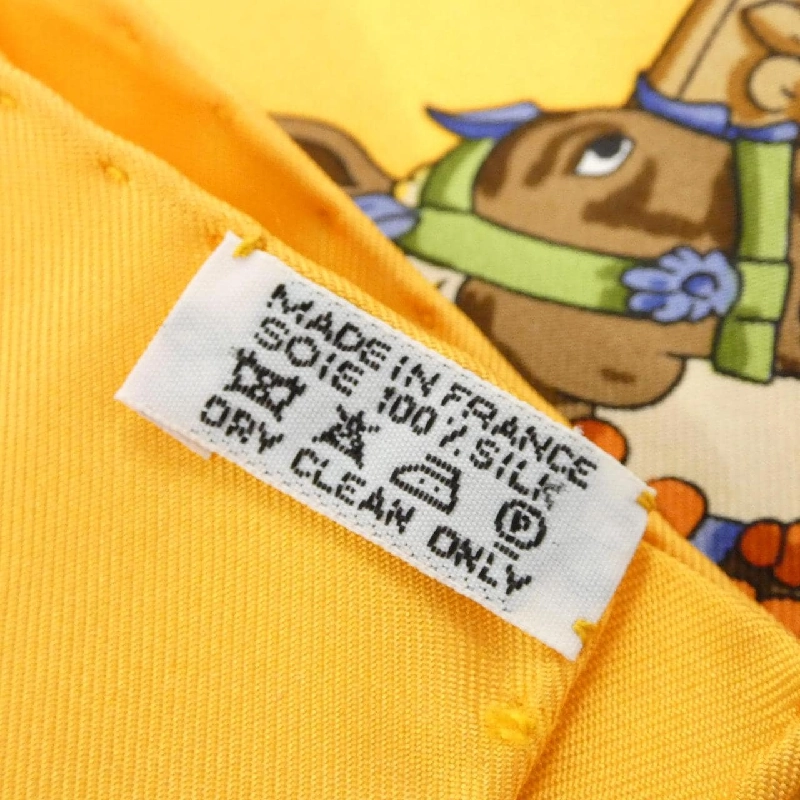 MADE IN FRANCE
SOIE 100% SILK
P
DRY CLEAN ONLY